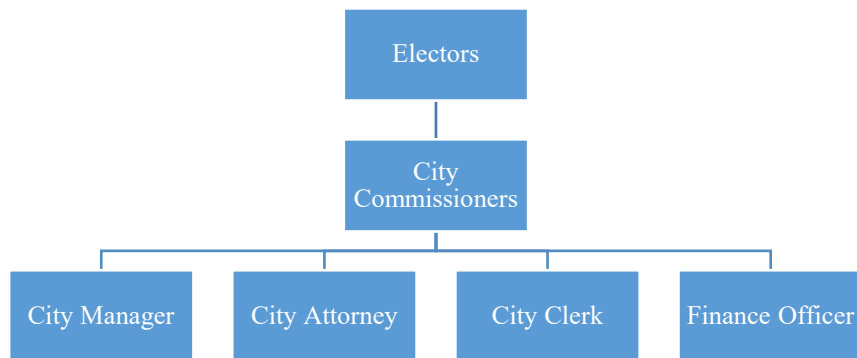 Electors
City
Commissioners
City Manager
City Attorney
City Clerk
Finance Officer